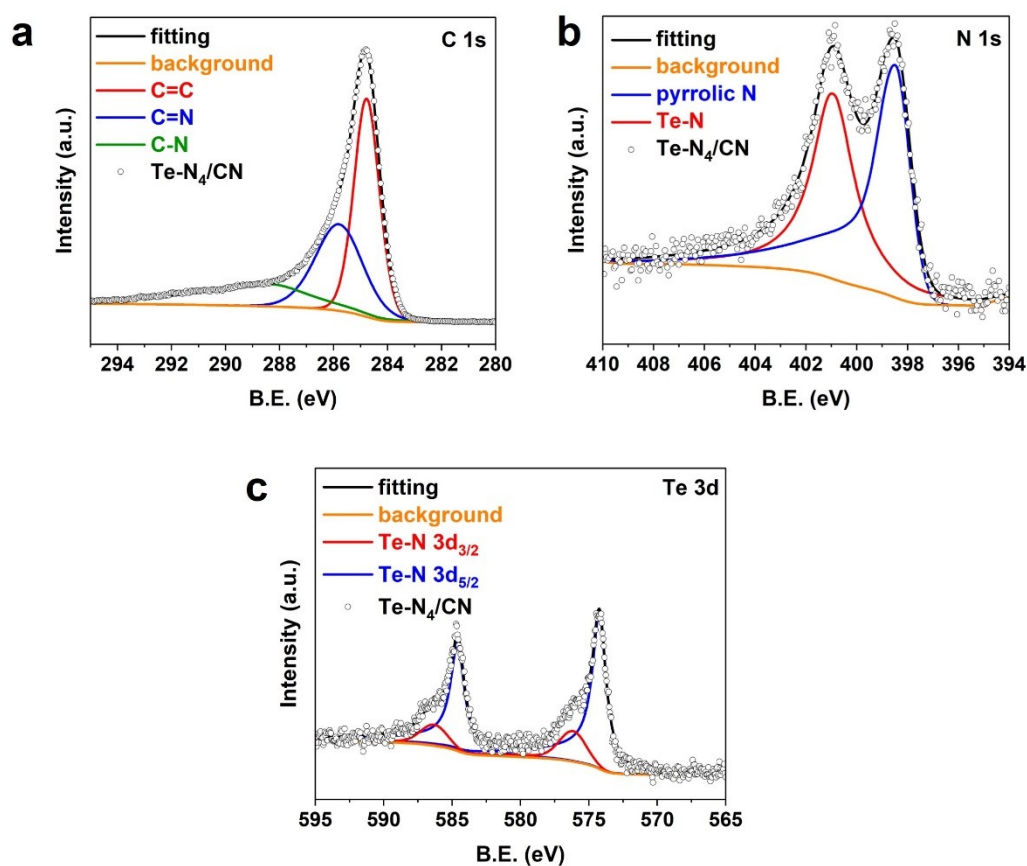 a
C 1s
fitting
background
C=C
C=N
C-N
Te-N₄/CN
Intensity (a.u.)
294 292 290 288 286 284 282 280
B.E. (eV)
b
N 1s
fitting
background
pyrrolic N
Te-N
Te-N₄/CN
Intensity (a.u.)
410 408 406 404 402 400 398 396 394
B.E. (eV)
c
Te 3d
fitting
background
Te-N 3d₃/₂
Te-N 3d₅/₂
Te-N₄/CN
Intensity (a.u.)
595 590 585 580 575 570 565
B.E. (eV)